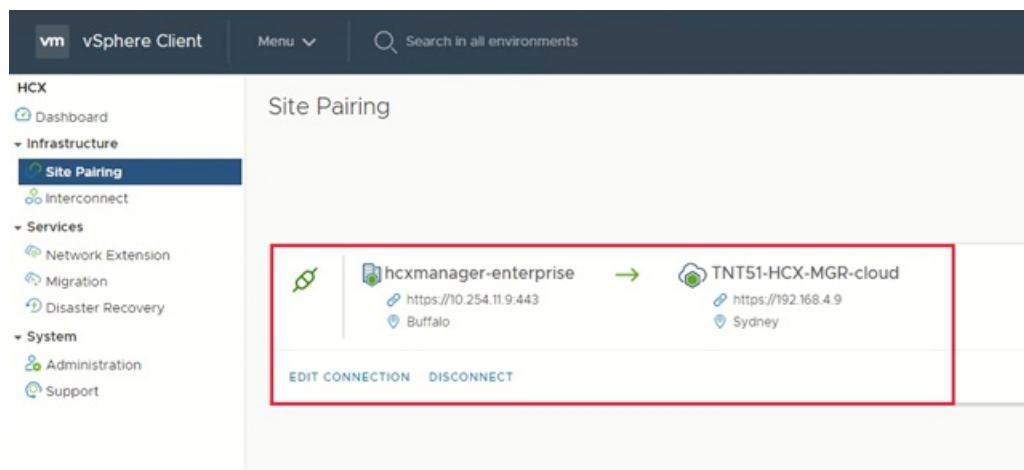 vm vSphere Client Menu Search in all environments
HCX
Dashboard
Infrastructure
Site Pairing
Interconnect
Services
Network Extension
Migration
Disaster Recovery
System
Administration
Support
Site Pairing
hcxmanager-enterprise
https://10.254.11.9:443
Buffalo
TNT51-HCX-MGR-cloud
https://192.168.4.9
Sydney
EDIT CONNECTION DISCONNECT